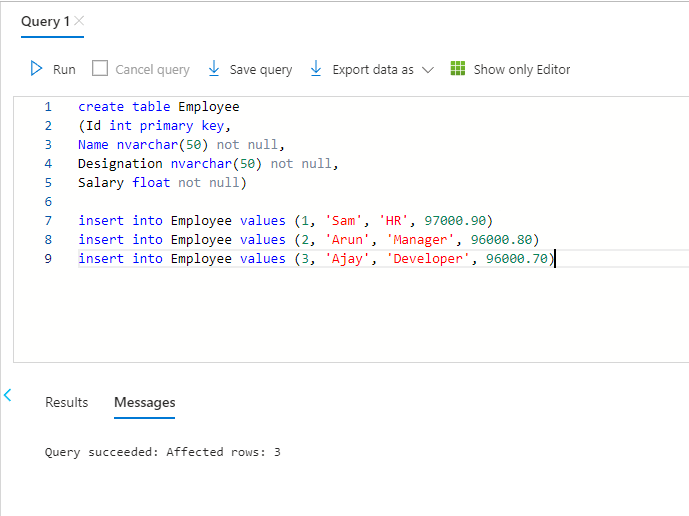 Query 1
Run Cancel query Save query Export data as Show only Editor
1 create table Employee
2 (Id int primary key,
3 Name nvarchar(50) not null,
4 Designation nvarchar(50) not null,
5 Salary float not null)
6
7 insert into Employee values (1, 'Sam', 'HR', 97000.90)
8 insert into Employee values (2, 'Arun', 'Manager', 96000.80)
9 insert into Employee values (3, 'Ajay', 'Developer', 96000.70)
Results Messages
Query succeeded: Affected rows: 3